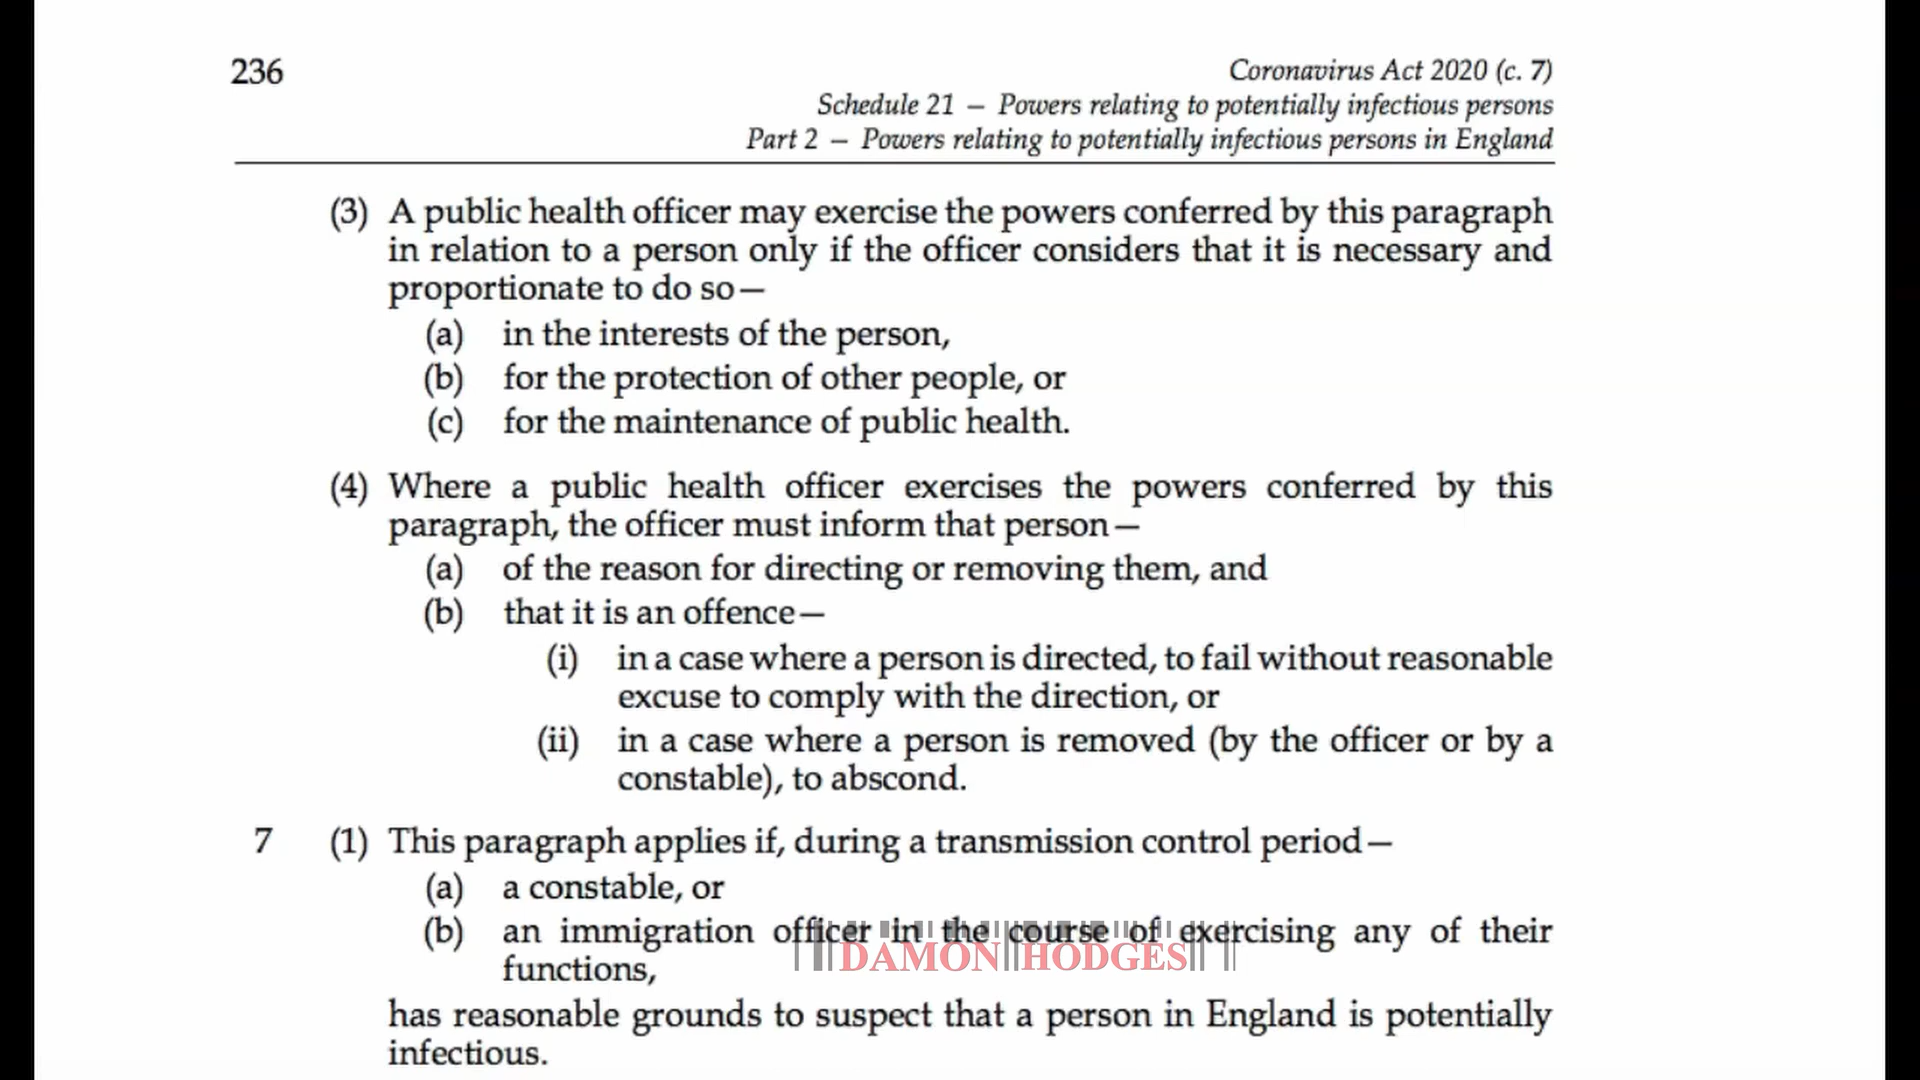 236
Coronavirus Act 2020 (c. 7)
Schedule 21 — Powers relating to potentially infectious persons
Part 2 — Powers relating to potentially infectious persons in England
(3) A public health officer may exercise the powers conferred by this paragraph
in relation to a person only if the officer considers that it is necessary and
proportionate to do so—
(a) in the interests of the person,
(b) for the protection of other people, or
(c) for the maintenance of public health.
(4) Where a public health officer exercises the powers conferred by this
paragraph, the officer must inform that person—
(a) of the reason for directing or removing them, and
(b) that it is an offence—
(i) in a case where a person is directed, to fail without reasonable
excuse to comply with the direction, or
(ii) in a case where a person is removed (by the officer or by a
constable), to abscond.
7 (1) This paragraph applies if, during a transmission control period—
(a) a constable, or
(b) an immigration officer in the course of exercising any of their
functions,
DAMON HODGES
has reasonable grounds to suspect that a person in England is potentially
infectious.